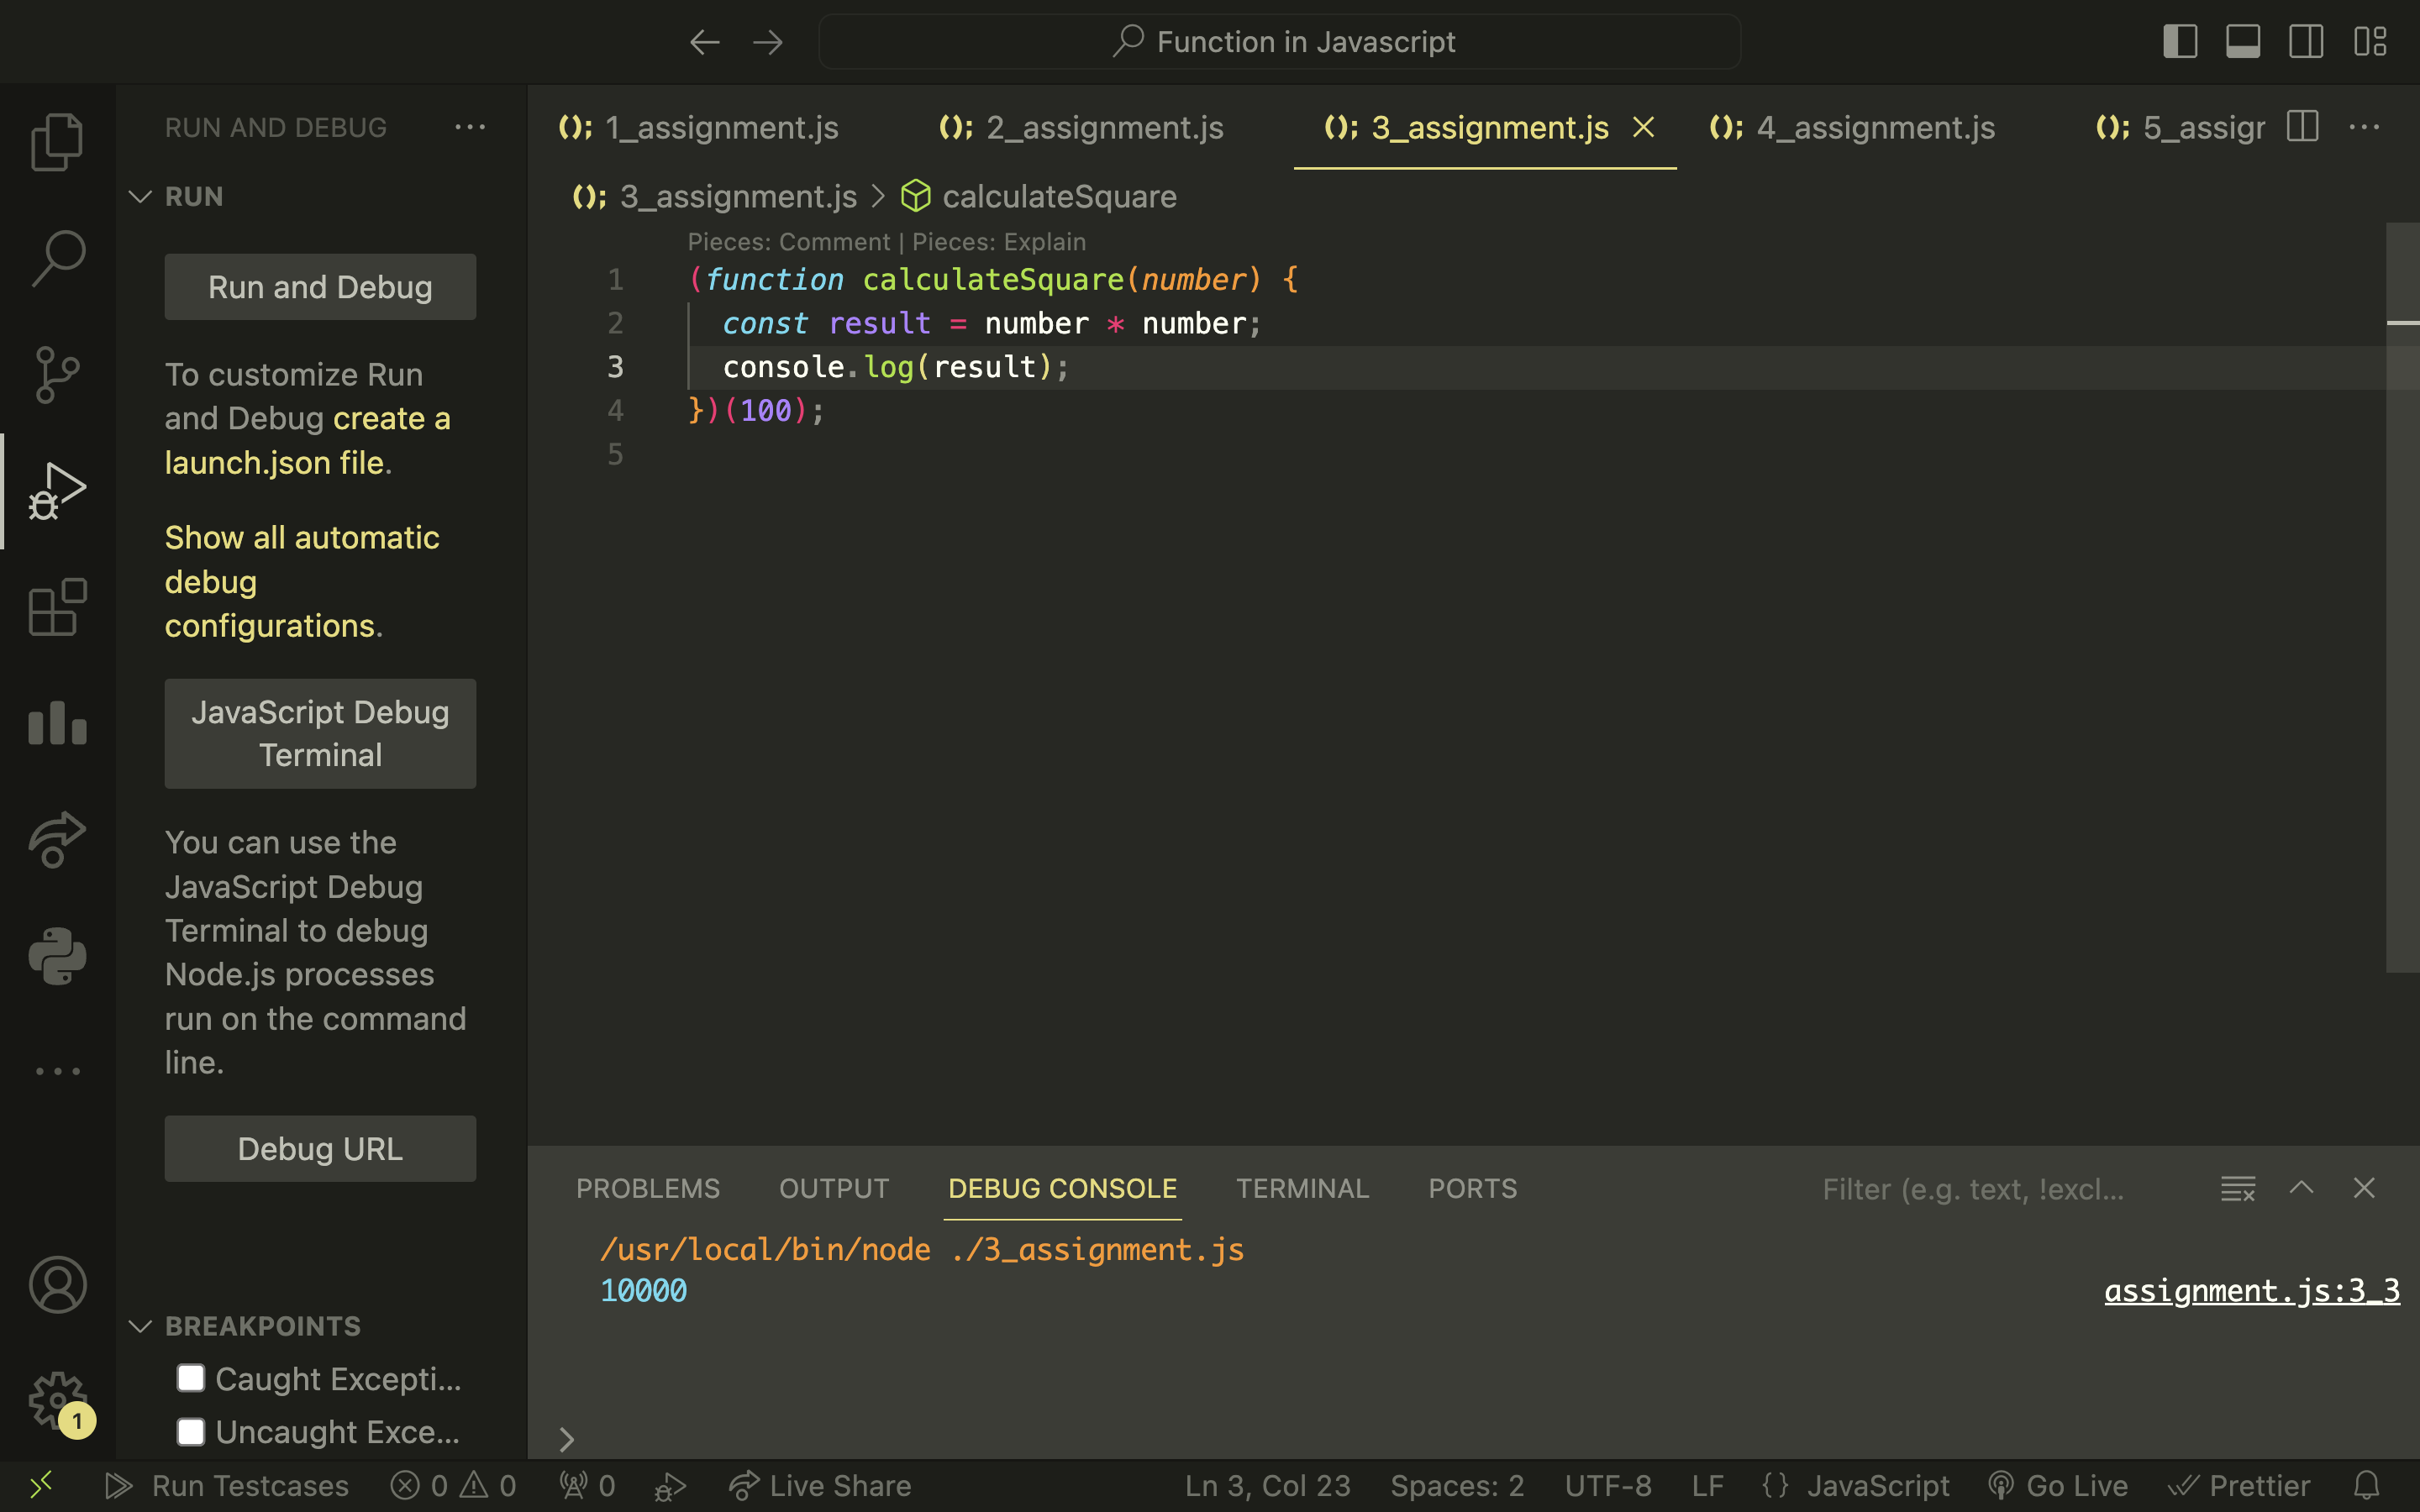 Function in Javascript
RUN AND DEBUG
RUN
Run and Debug
To customize Run
and Debug create a
launch.json file.
Show all automatic
debug
configurations.
JavaScript Debug
Terminal
You can use the
JavaScript Debug
Terminal to debug
Node.js processes
run on the command
line.
Debug URL
BREAKPOINTS
Caught Excepti...
Uncaught Exce...
1
(); 1_assignment.js (); 2_assignment.js (); 3_assignment.js (); 4_assignment.js (); 5_assigr
(); 3_assignment.js > calculateSquare
Pieces: Comment | Pieces: Explain
1 (function calculateSquare(number) {
2 const result = number * number;
3 console.log(result);
4 })(100);
5
PROBLEMS OUTPUT DEBUG CONSOLE TERMINAL PORTS Filter (e.g. text, !excl...
/usr/local/bin/node ./3_assignment.js
10000 assignment.js:3_3
>
Run Testcases 0 0 0 Live Share Ln 3, Col 23 Spaces: 2 UTF-8 LF {} JavaScript Go Live Prettier